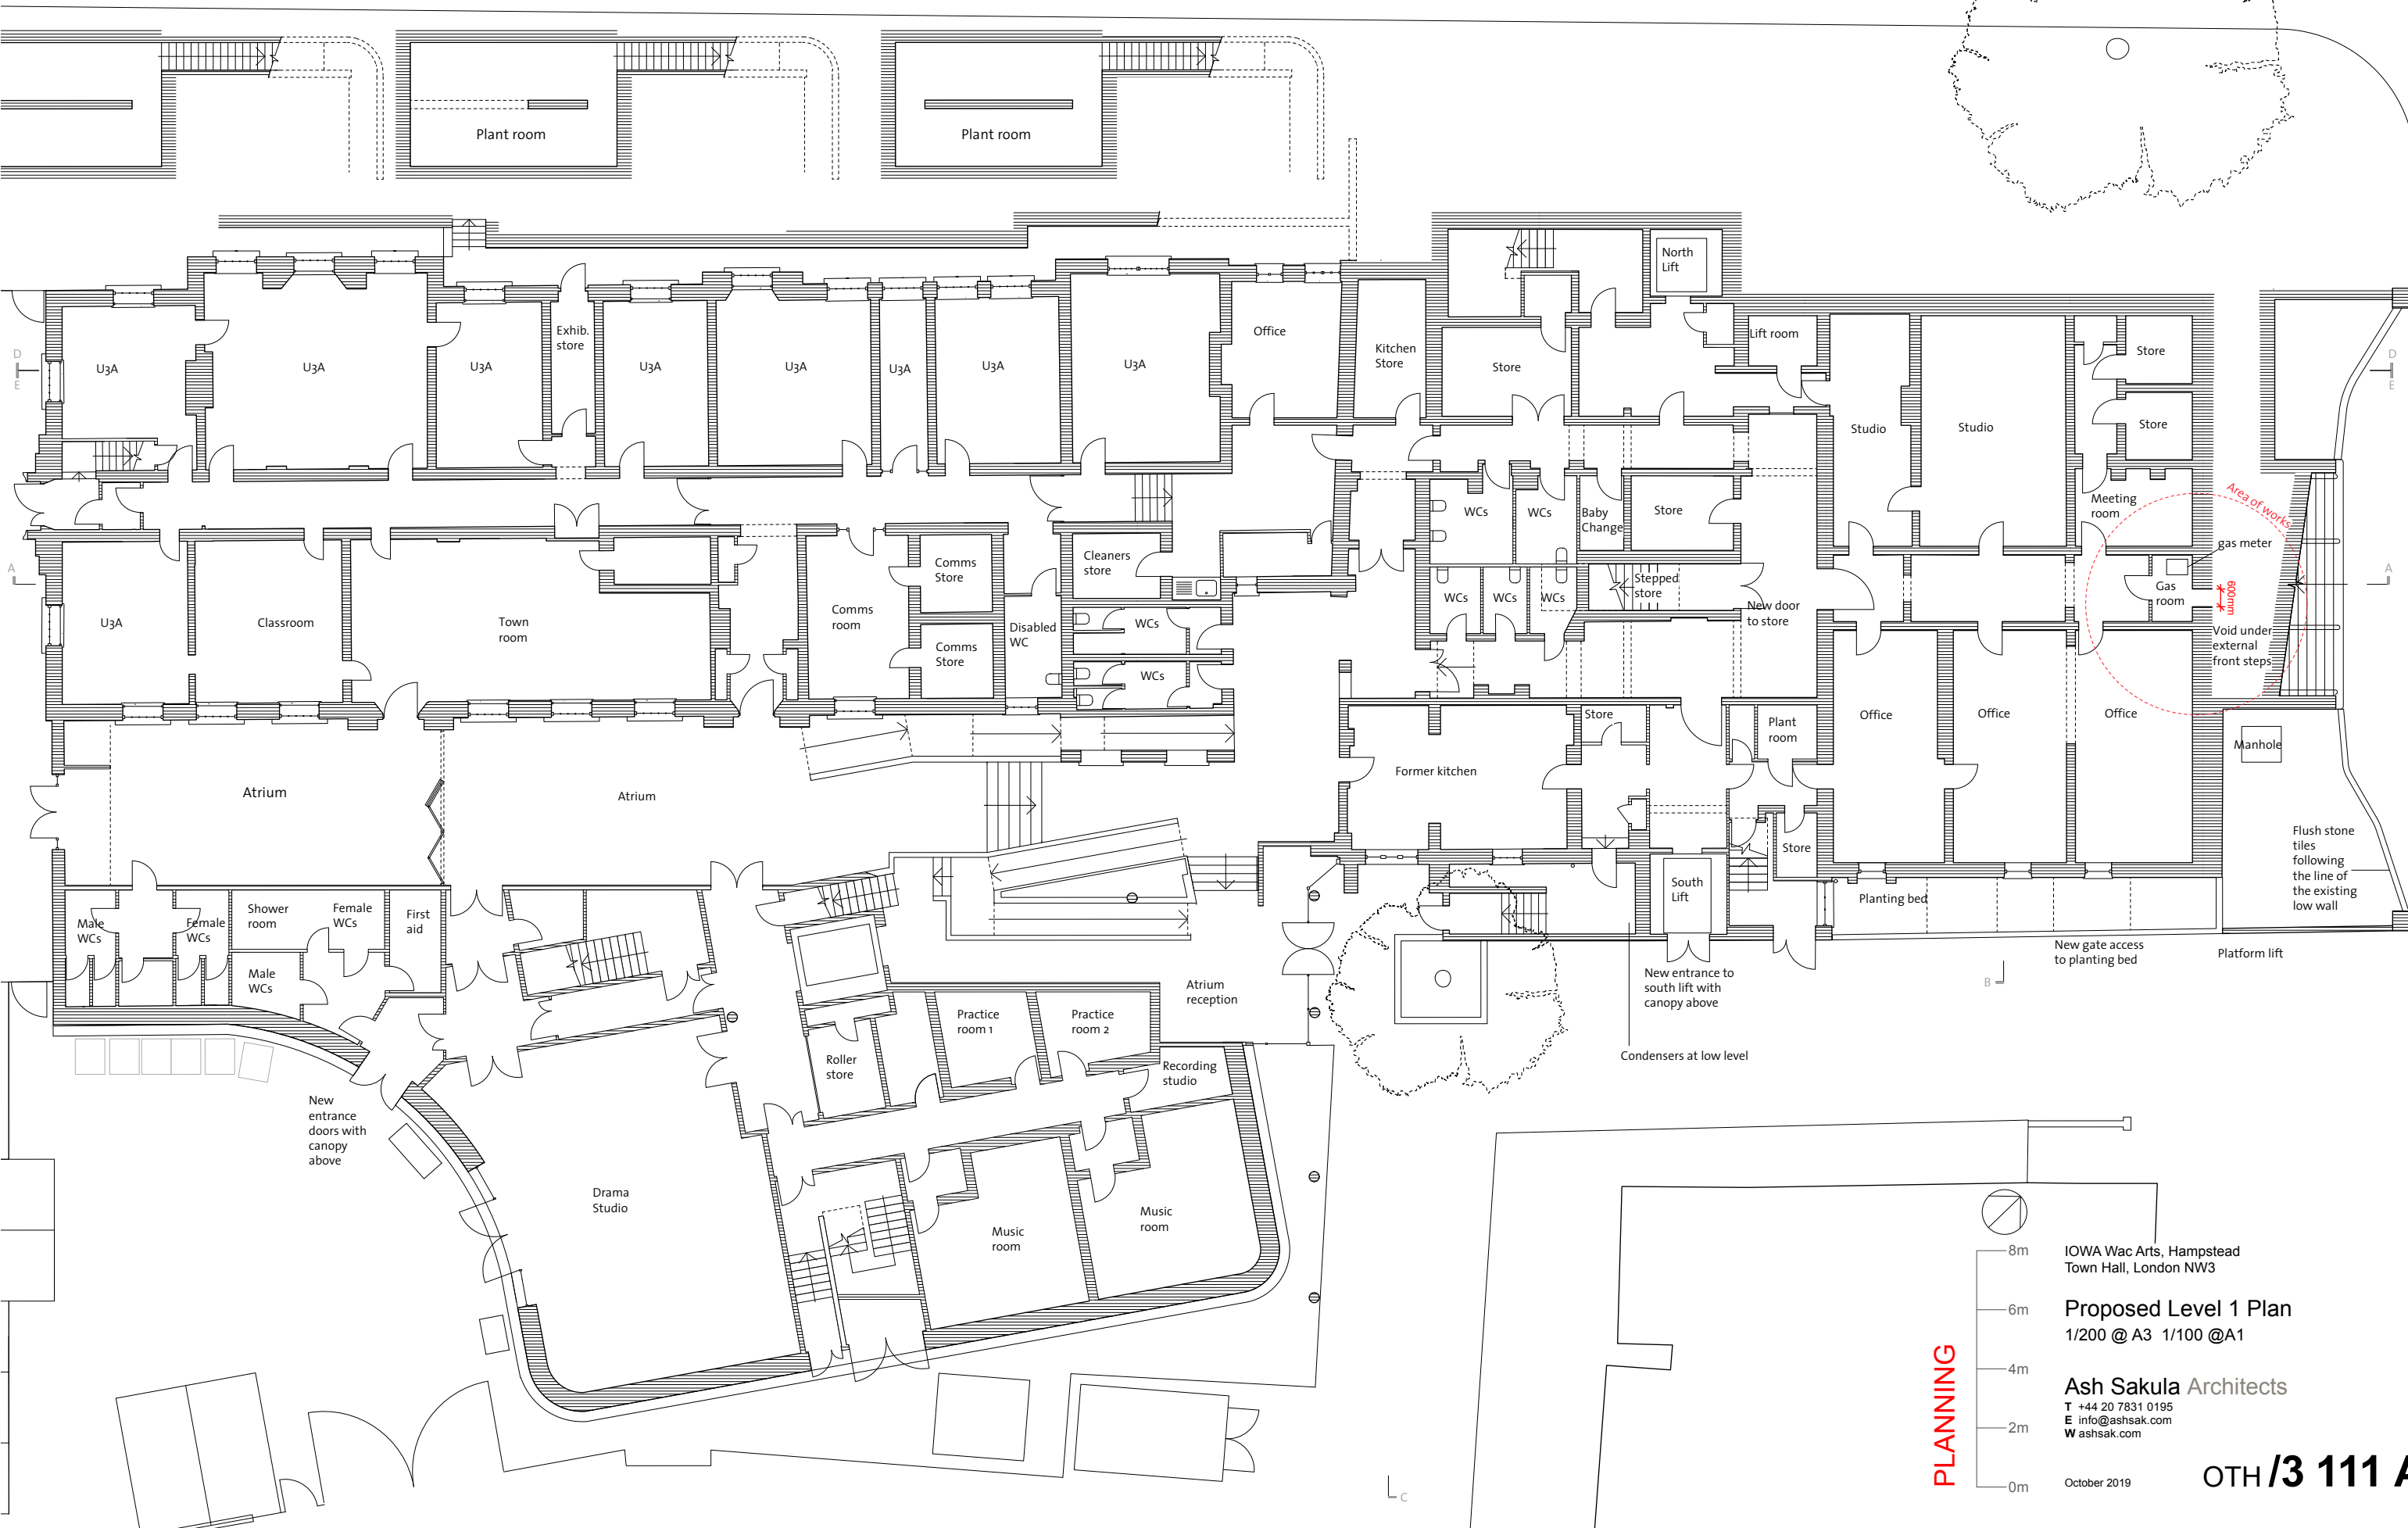 Plant room
Plant room
North
Lift
D
E
U3A
U3A
U3A
Exhib.
store
U3A
U3A
U3A
U3A
U3A
Office
Kitchen
Store
Store
Lift room
Studio
Studio
Store
Store
D
E
Meeting
room
Area of works
gas meter
Gas
room
600mm
Void under
external
front steps
A
A
U3A
Classroom
Town
room
Comms
room
Comms
Store
Comms
Store
Disabled
WC
Cleaners
store
WCs
WCs
WCs
WCs
Baby
Change
Store
WCs
WCs
WCs
Stepped
store
New door
to store
Office
Office
Office
Manhole
Atrium
Atrium
Former kitchen
Store
Plant
room
Store
South
Lift
Planting bed
Flush stone
tiles
following
the line of
the existing
low wall
New gate access
to planting bed
Platform lift
B
Male
WCs
Female
WCs
Shower
room
Female
WCs
First
aid
Male
WCs
Atrium
reception
New entrance to
south lift with
canopy above
Condensers at low level
Practice
room 1
Practice
room 2
Roller
store
Recording
studio
New
entrance
doors with
canopy
above
Drama
Studio
Music
room
Music
room
C
PLANNING
8m
6m
4m
2m
0m
IOWA Wac Arts, Hampstead
Town Hall, London NW3
Proposed Level 1 Plan
1/200 @ A3 1/100 @A1
Ash Sakula Architects
T +44 20 7831 0195
E info@ashsak.com
W ashsak.com
October 2019
OTH /3 111 A